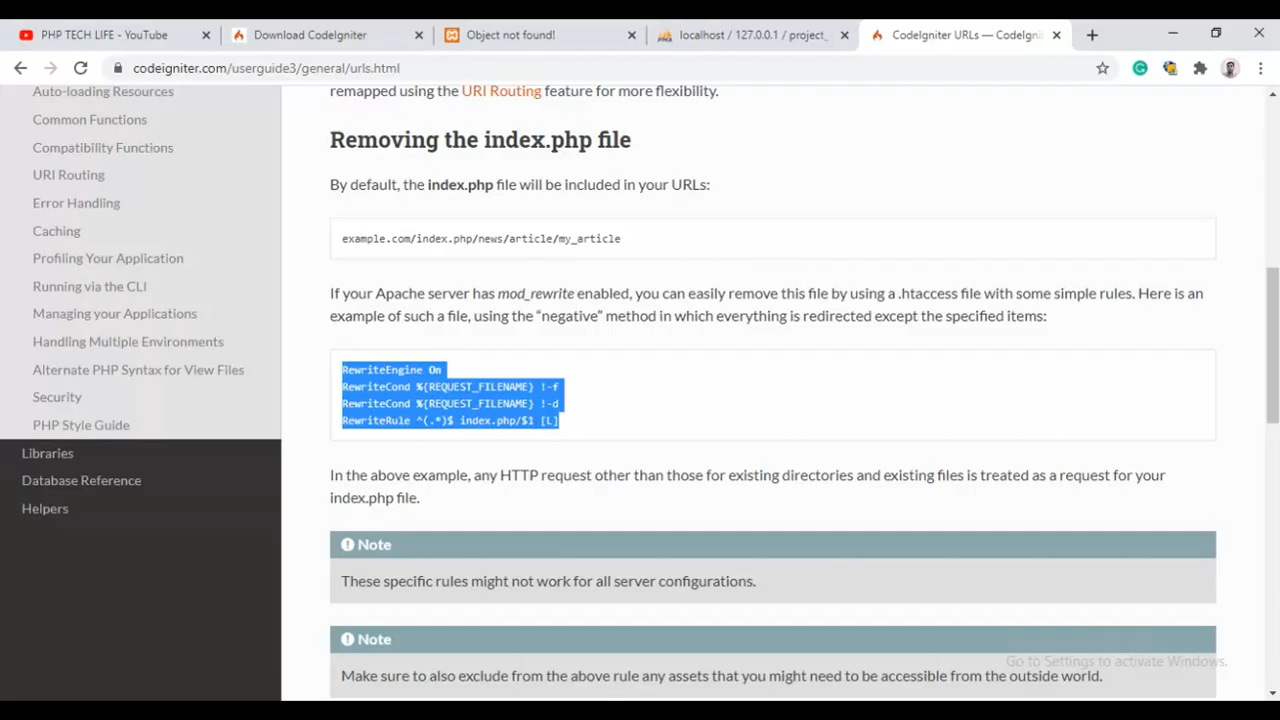 PHP TECH LIFE - YouTube
Download CodeIgniter
Object not found!
localhost / 127.0.0.1 / project_
CodeIgniter URLs — CodeIgni
codeigniter.com/userguide3/general/urls.html
Auto-loading Resources
Common Functions
Compatibility Functions
URI Routing
Error Handling
Caching
Profiling Your Application
Running via the CLI
Managing your Applications
Handling Multiple Environments
Alternate PHP Syntax for View Files
Security
PHP Style Guide
Libraries
Database Reference
Helpers
remapped using the URI Routing feature for more flexibility.
Removing the index.php file
By default, the index.php file will be included in your URLs:
example.com/index.php/news/article/my_article
If your Apache server has mod_rewrite enabled, you can easily remove this file by using a .htaccess file with some simple rules. Here is an
example of such a file, using the “negative” method in which everything is redirected except the specified items:
RewriteEngine On
RewriteCond %{REQUEST_FILENAME} !-f
RewriteCond %{REQUEST_FILENAME} !-d
RewriteRule ^(.*)$ index.php/$1 [L]
In the above example, any HTTP request other than those for existing directories and existing files is treated as a request for your
index.php file.
Note
These specific rules might not work for all server configurations.
Note
Make sure to also exclude from the above rule any assets that you might need to be accessible from the outside world.
Go to Settings to activate Windows.